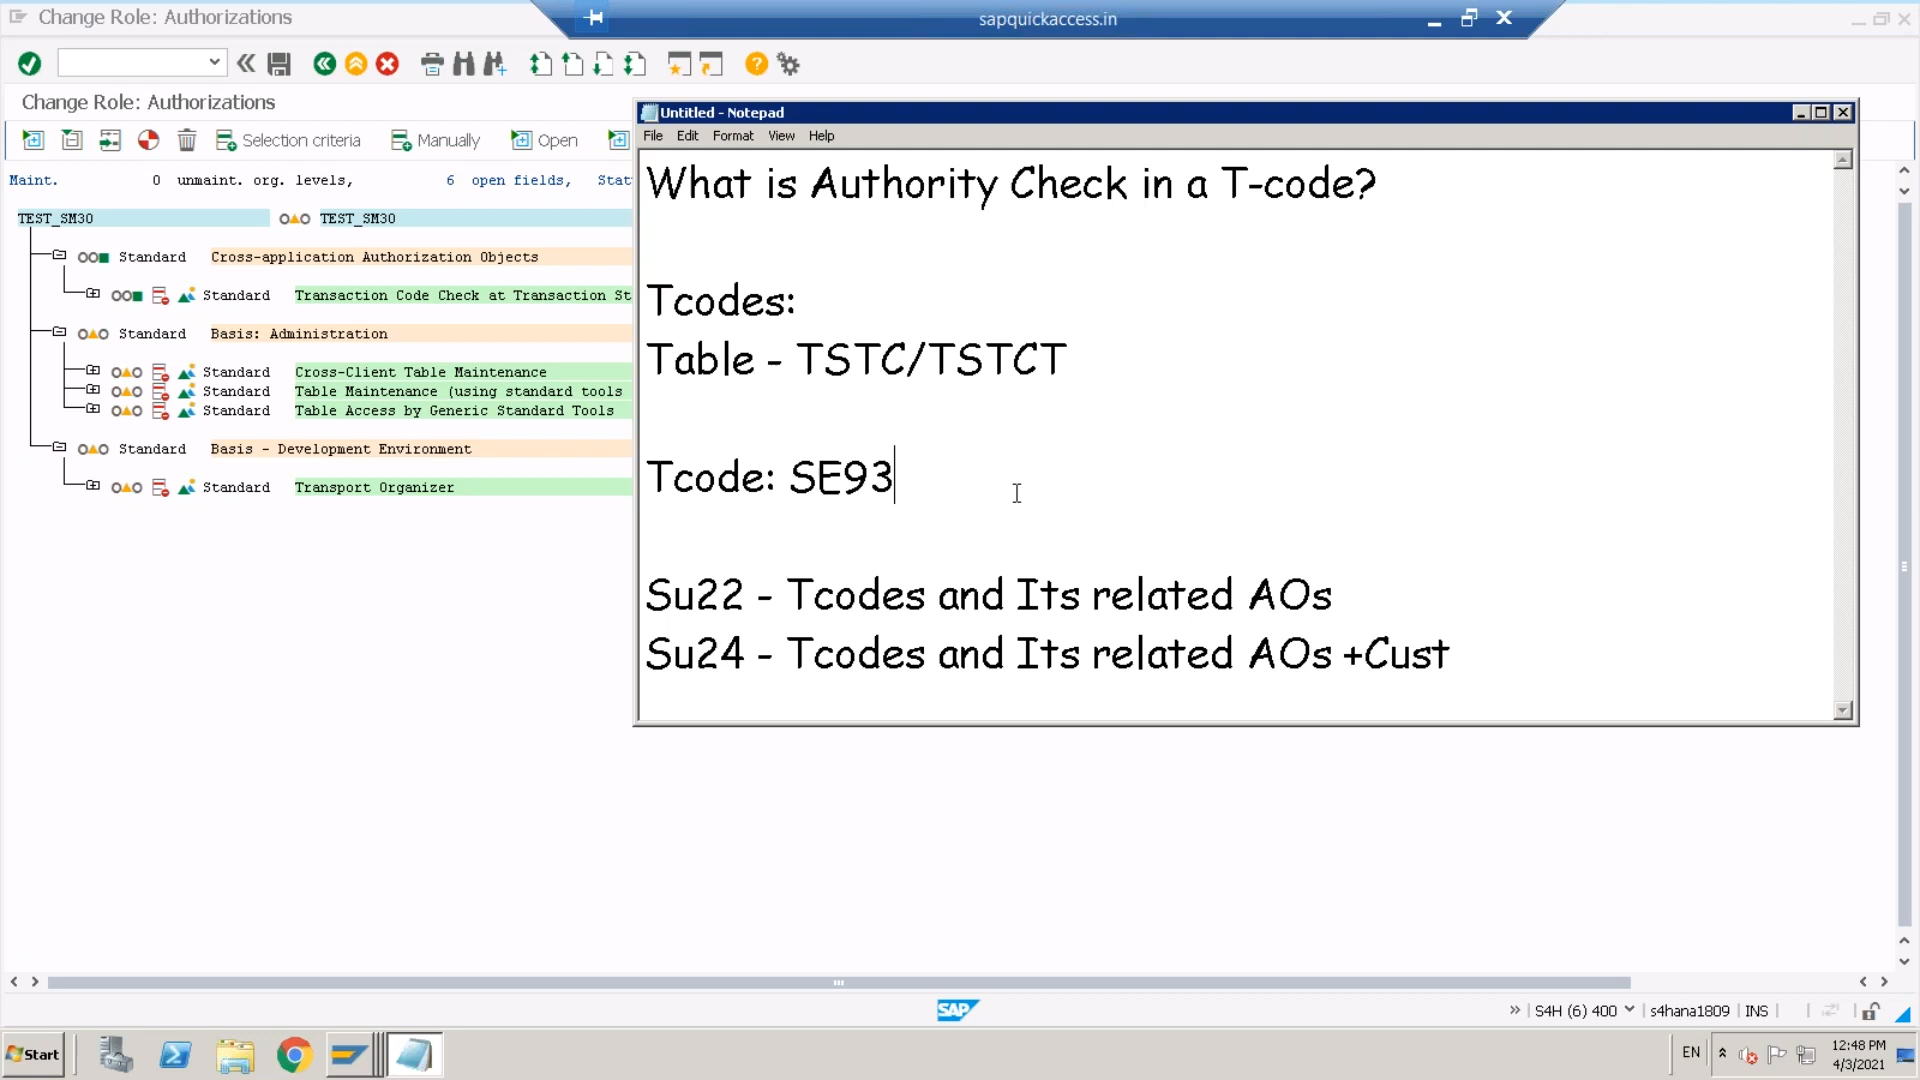 Change Role: Authorizations
sapquickaccess.in
Change Role: Authorizations
Selection criteria
Manually
Open
Maint. 0 unmaint. org. levels, 6 open fields, Stat
TEST_SM30 TEST_SM30
Standard Cross-application Authorization Objects
Standard Transaction Code Check at Transaction St
Standard Basis: Administration
Standard Cross-Client Table Maintenance
Standard Table Maintenance (using standard tools
Standard Table Access by Generic Standard Tools
Standard Basis - Development Environment
Standard Transport Organizer
Untitled - Notepad
File Edit Format View Help
What is Authority Check in a T-code?
Tcodes:
Table - TSTC/TSTCT
Tcode: SE93
Su22 - Tcodes and Its related AOs
Su24 - Tcodes and Its related AOs +Cust
SAP
S4H (6) 400
s4hana1809
INS
Start
EN
12:48 PM
4/3/2021